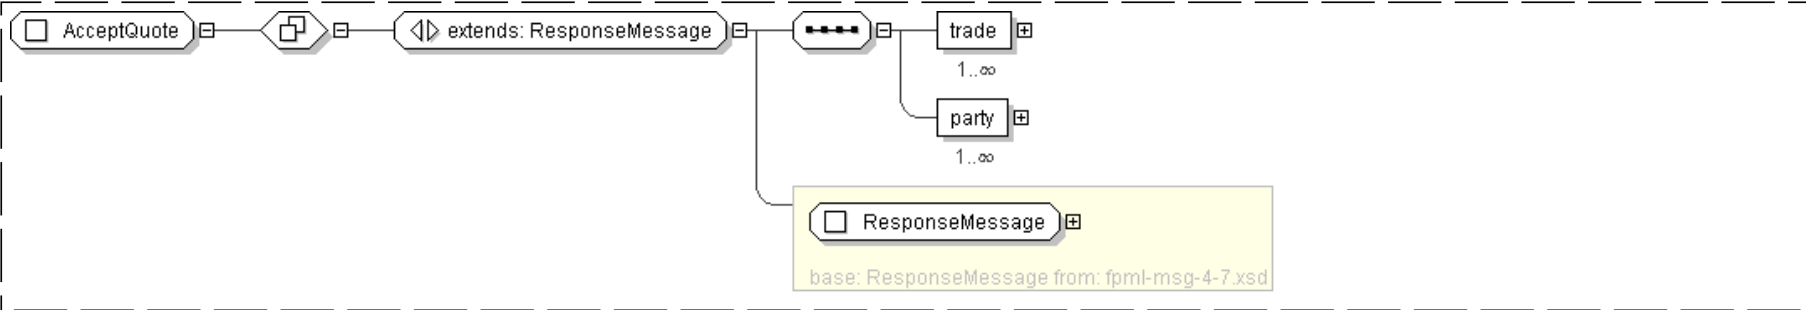 AcceptQuote
extends: ResponseMessage
trade
1..∞
party
1..∞
ResponseMessage
base: ResponseMessage from: fpml-msg-4-7.xsd